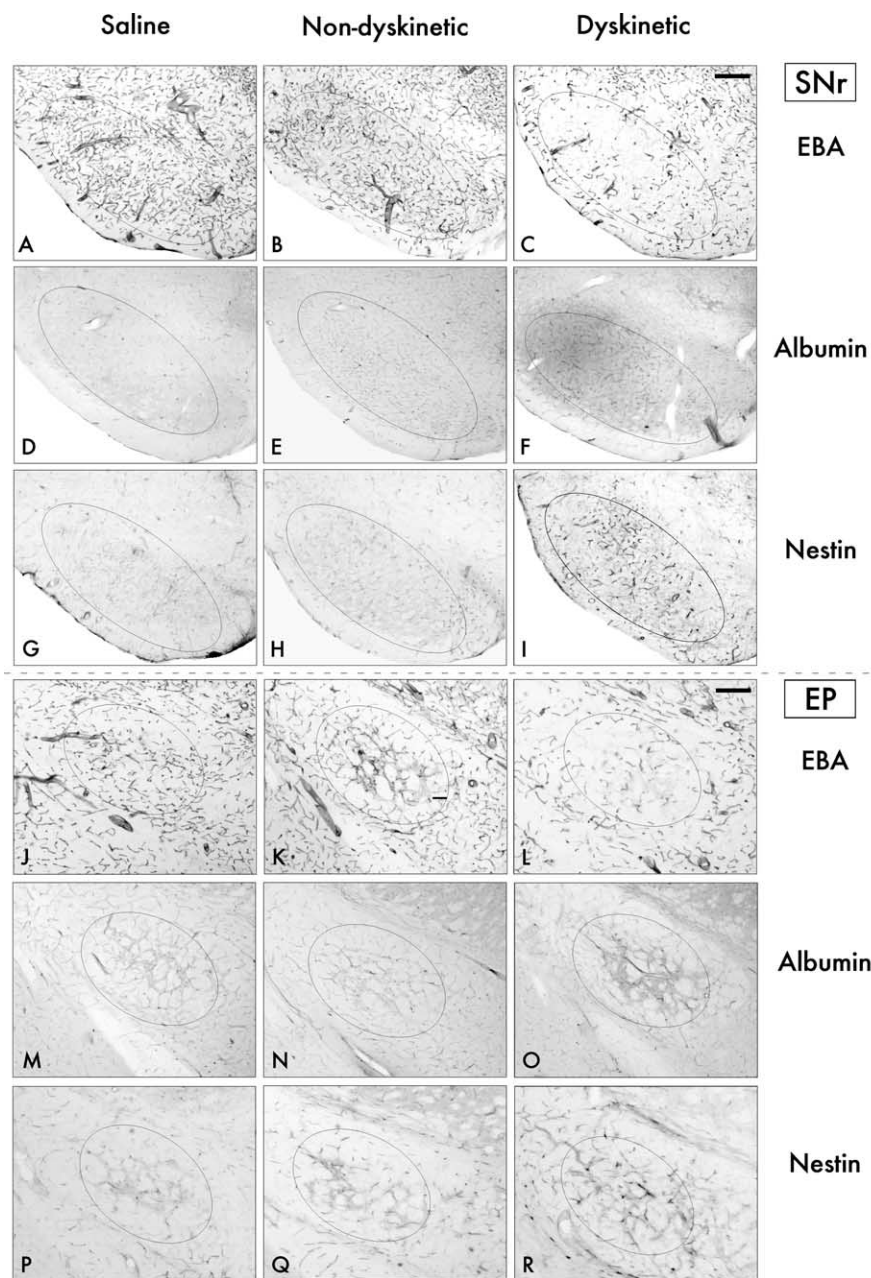 Saline Non-dyskinetic Dyskinetic
SNr
EBA
A B C
Albumin
D E F
Nestin
G H I
EP
EBA
J K L
Albumin
M N O
Nestin
P Q R